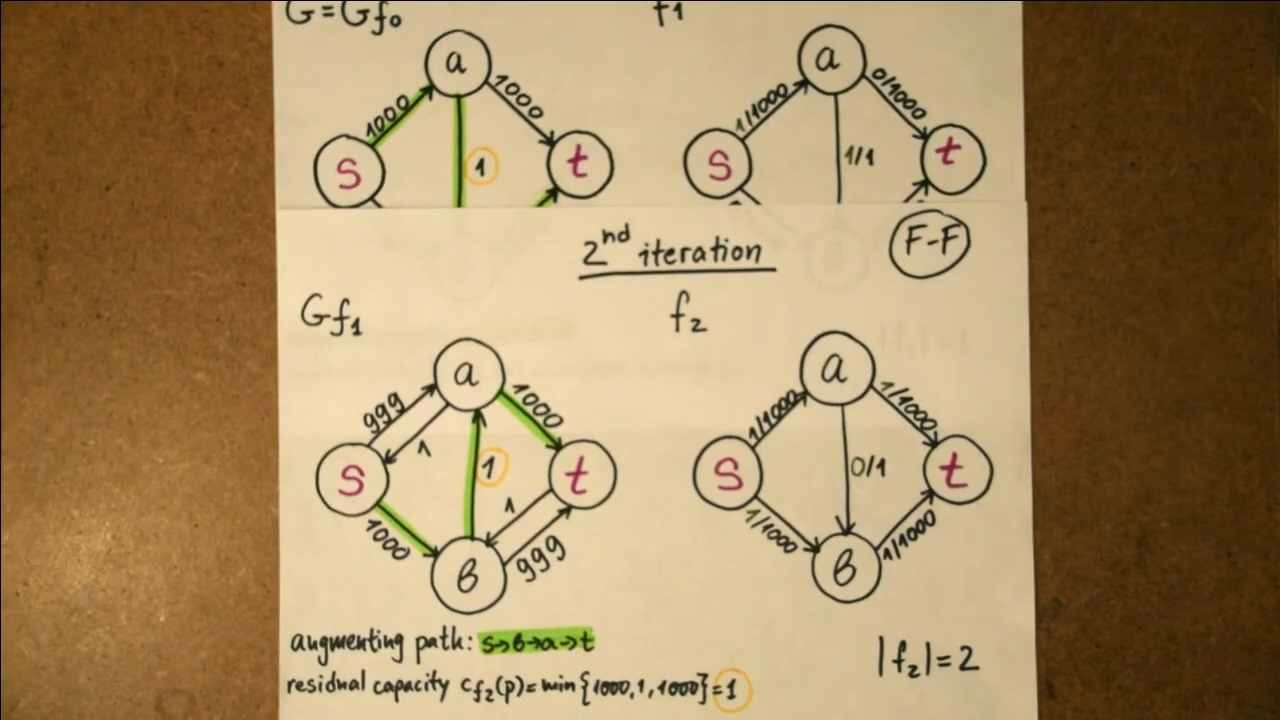 G=Gf₀ f₁
a a
1000 1000 1/1000 0/1000
s 1 t s 1/1 t
2ⁿᵈ iteration F-F
Gf₁ f₂
a a
999 1 1000 1/1000 1/1000
s 1 t s 0/1 t
1000 1 999 1/1000 1/1000
b b
augmenting path: s→b→a→t
|f₂|=2
residual capacity cf₂(p)=min{1000,1,1000}=1